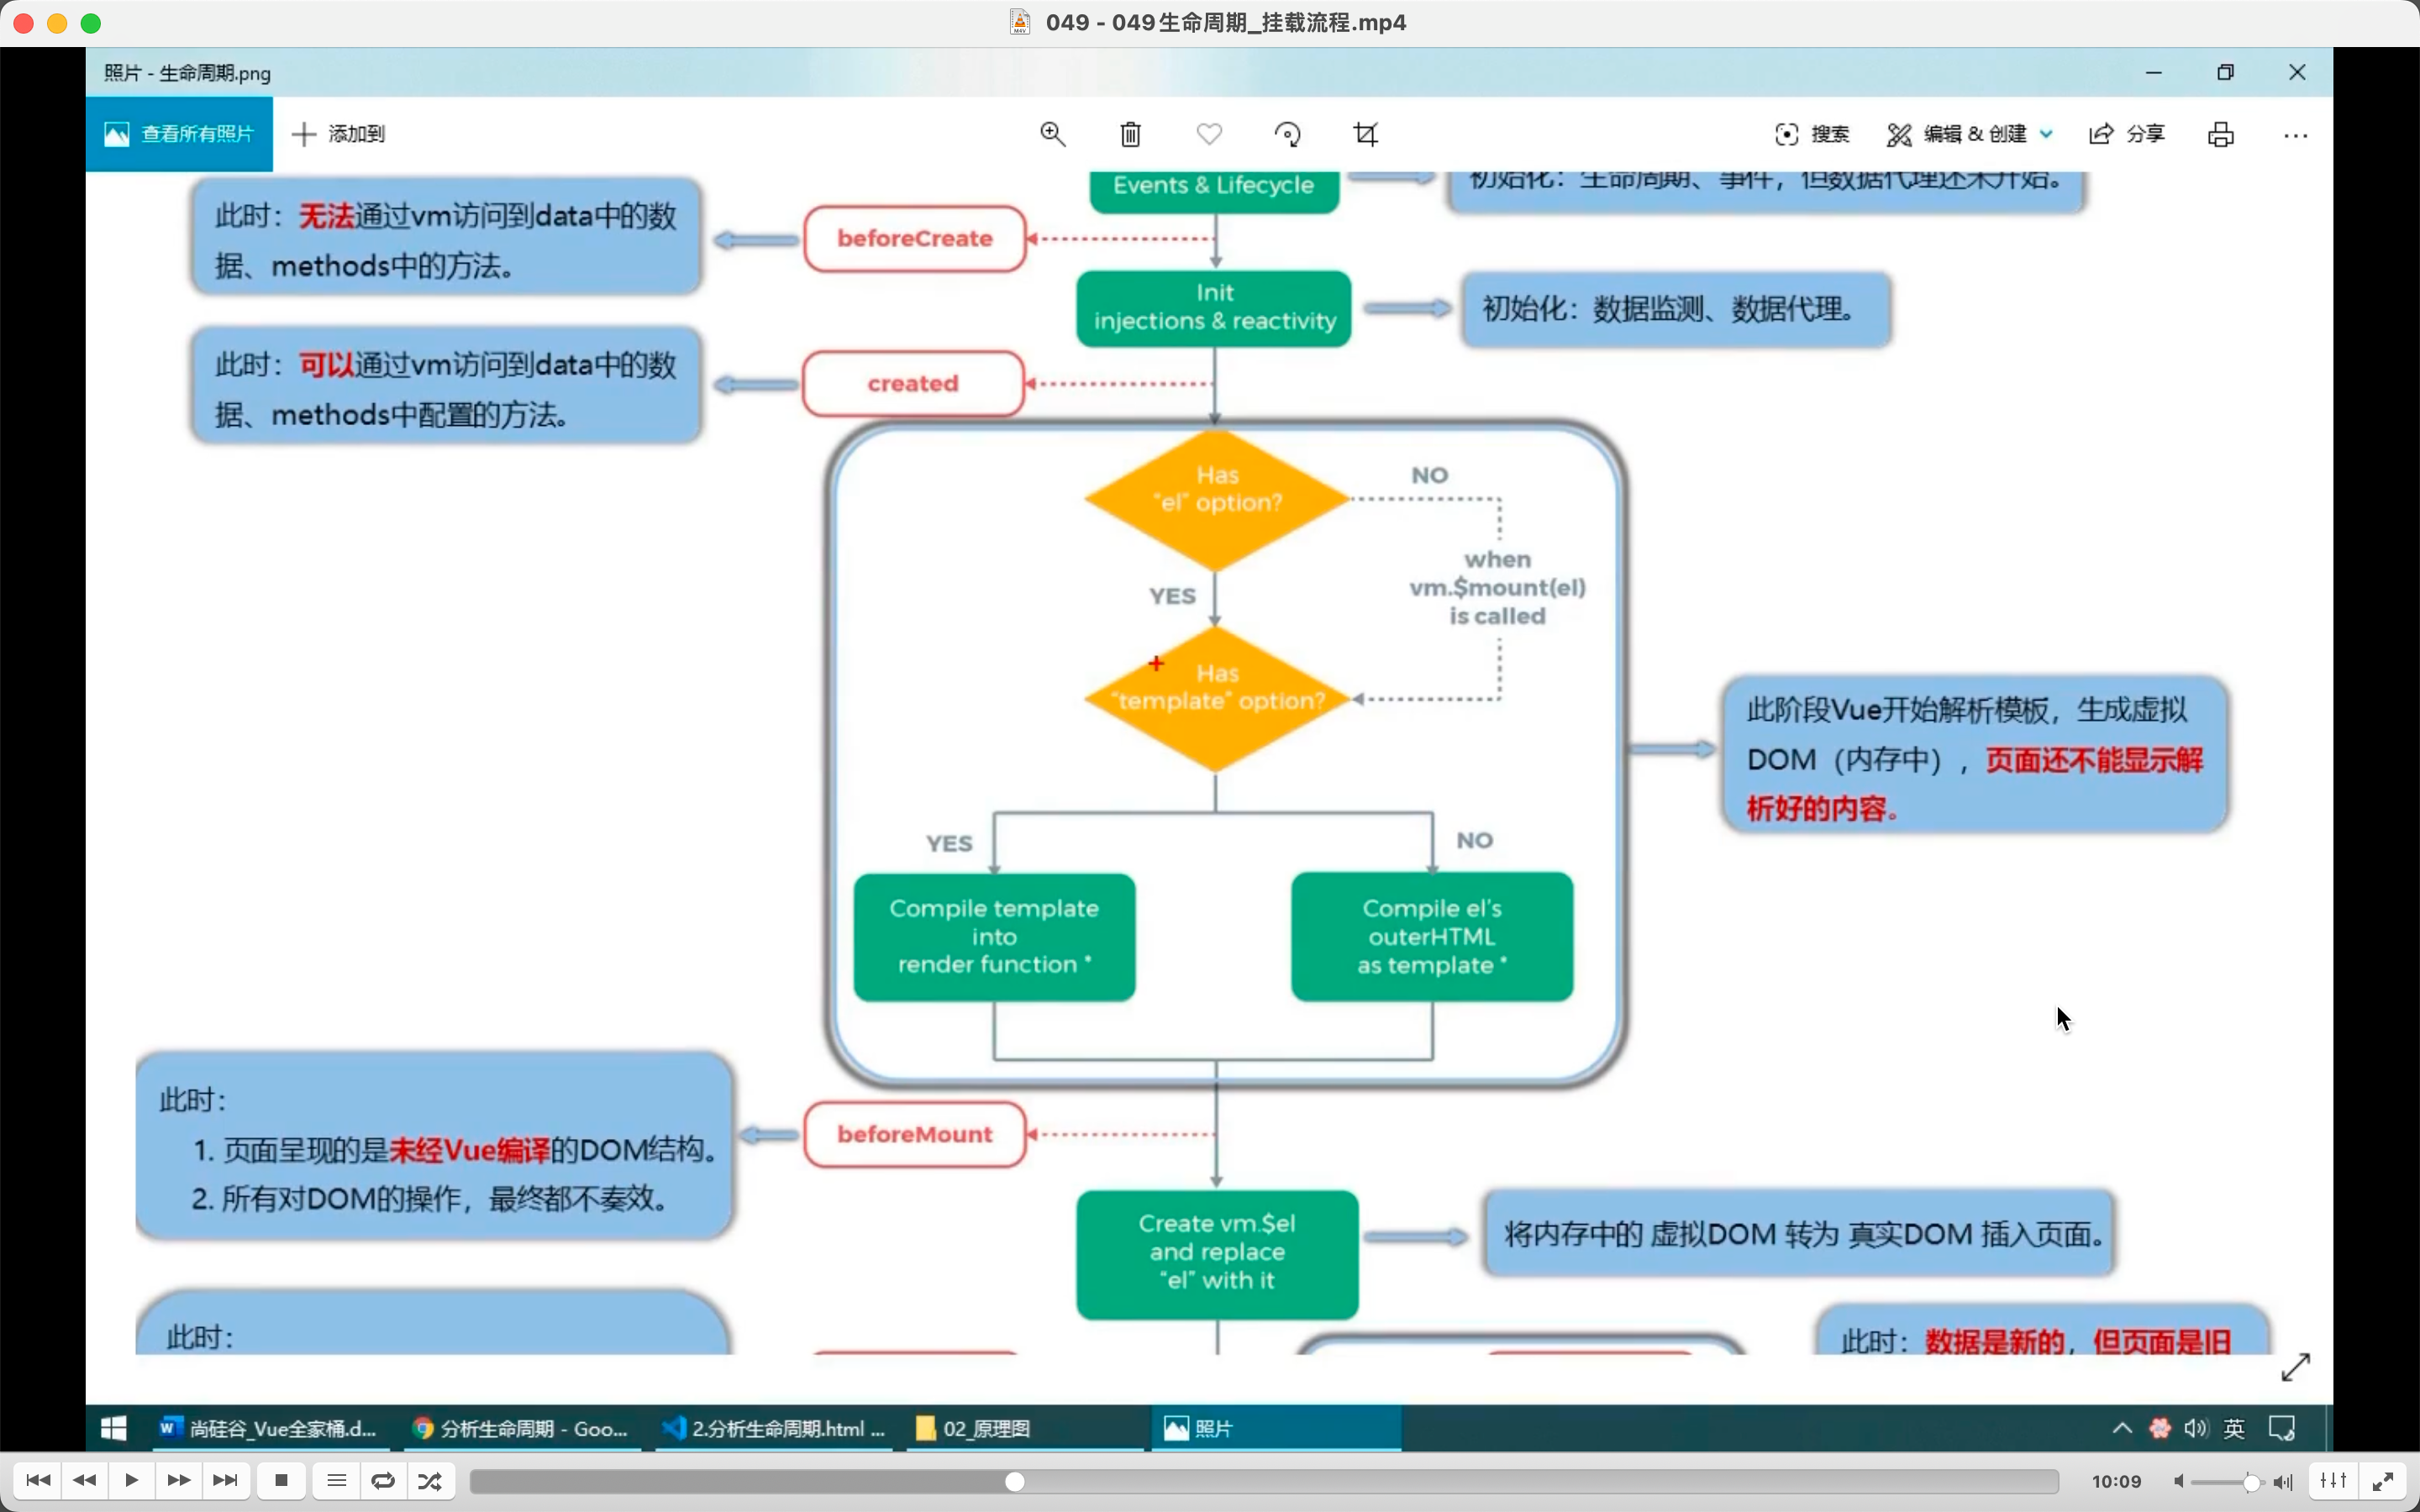 049 - 049生命周期_挂载流程.mp4
照片 - 生命周期.png
查看所有照片
添加到
搜索
编辑 & 创建
分享
Events & Lifecycle
初始化：生命周期、事件，但数据代理还未开始。
此时：无法通过vm访问到data中的数
据、methods中的方法。
beforeCreate
Init
injections & reactivity
初始化：数据监测、数据代理。
此时：可以通过vm访问到data中的数
据、methods中配置的方法。
created
Has
“el” option?
NO
when
vm.$mount(el)
is called
YES
Has
“template” option?
此阶段Vue开始解析模板，生成虚拟
DOM（内存中），页面还不能显示解
析好的内容。
YES
NO
Compile template
into
render function *
Compile el’s
outerHTML
as template *
此时：
1. 页面呈现的是未经Vue编译的DOM结构。
2. 所有对DOM的操作，最终都不奏效。
beforeMount
Create vm.$el
and replace
“el” with it
将内存中的 虚拟DOM 转为 真实DOM 插入页面。
此时：
此时：数据是新的，但页面是旧
尚硅谷_Vue全家桶.d...
分析生命周期 - Goo...
2.分析生命周期.html ...
02_原理图
照片
英
10:09